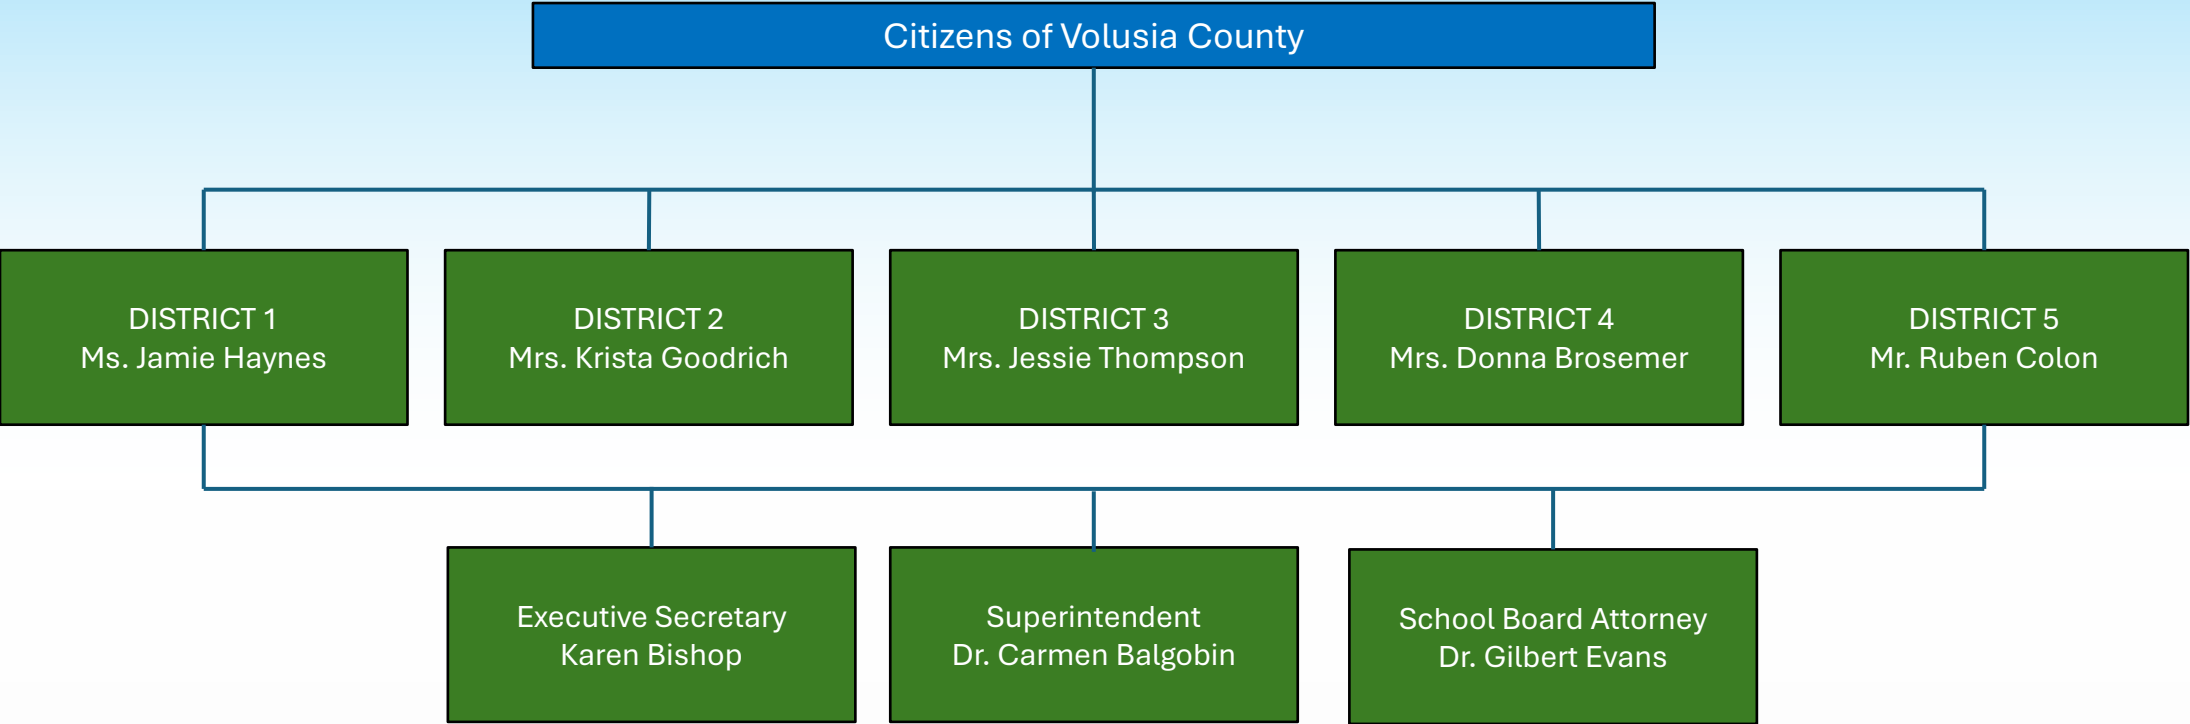 Citizens of Volusia County
DISTRICT 1
Ms. Jamie Haynes
DISTRICT 2
Mrs. Krista Goodrich
DISTRICT 3
Mrs. Jessie Thompson
DISTRICT 4
Mrs. Donna Brosemer
DISTRICT 5
Mr. Ruben Colon
Executive Secretary
Karen Bishop
Superintendent
Dr. Carmen Balgobin
School Board Attorney
Dr. Gilbert Evans